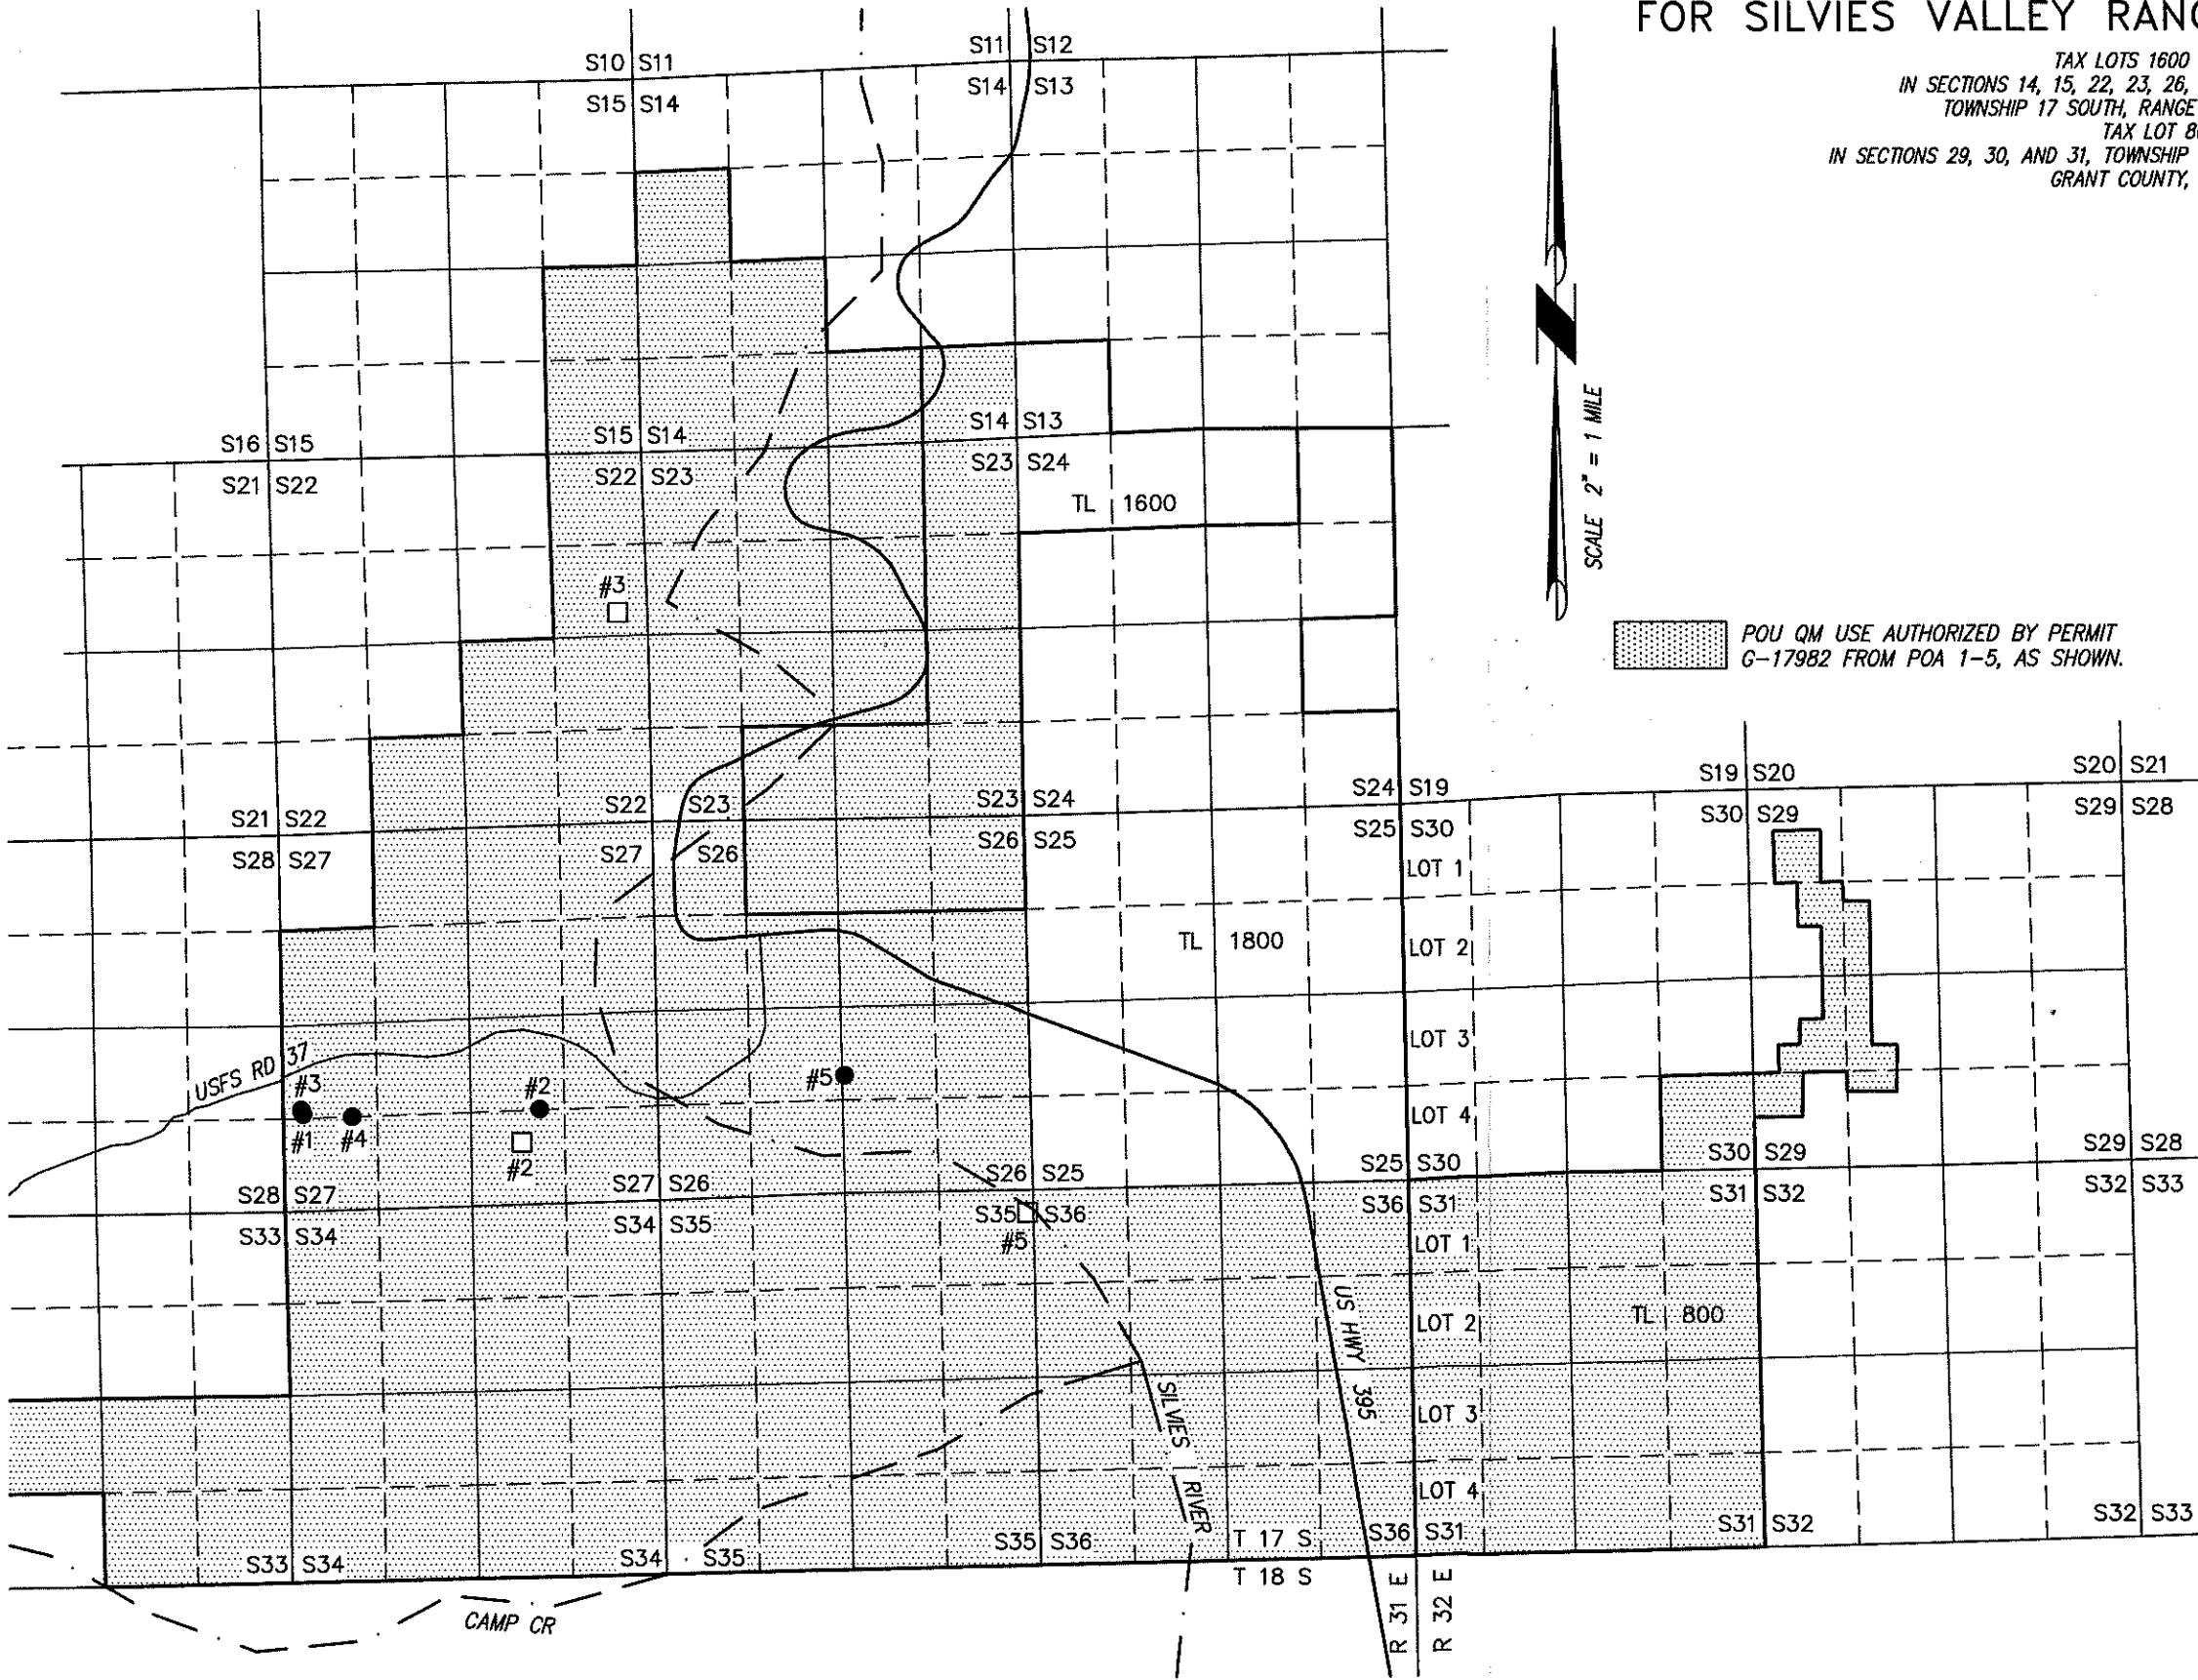 FOR SILVIES VALLEY RANC
TAX LOTS 1600
IN SECTIONS 14, 15, 22, 23, 26,
TOWNSHIP 17 SOUTH, RANGE
TAX LOT 8
IN SECTIONS 29, 30, AND 31, TOWNSHIP
GRANT COUNTY,
S10 S11
S11 S12
S15 S14
S14 S13
N
SCALE 2" = 1 MILE
S16 S15
S15 S14
S14 S13
S21 S22
S22 S23
S23 S24
TL 1600
#3
POU QM USE AUTHORIZED BY PERMIT
G-17982 FROM POA 1-5, AS SHOWN.
S21 S22
S22 S23
S23 S24
S24 S19
S19 S20
S20 S21
S28 S27
S27 S26
S26 S25
S25 S30
S30 S29
S29 S28
LOT 1
TL 1800
LOT 2
LOT 3
LOT 4
USFS RD 37
#3
#1
#4
#2
#2
#5
S28 S27
S27 S26
S26 S25
S25 S30
S30 S29
S29 S28
S33 S34
S34 S35
S35 S36
S36 S31
S31 S32
S32 S33
#5
LOT 1
LOT 2
LOT 3
LOT 4
US HWY 395
TL 800
SILVIES RIVER
S33 S34
S34 S35
S35 S36
T 17 S
S36 S31
S31 S32
S32 S33
T 18 S
R 31 E
R 32 E
CAMP CR